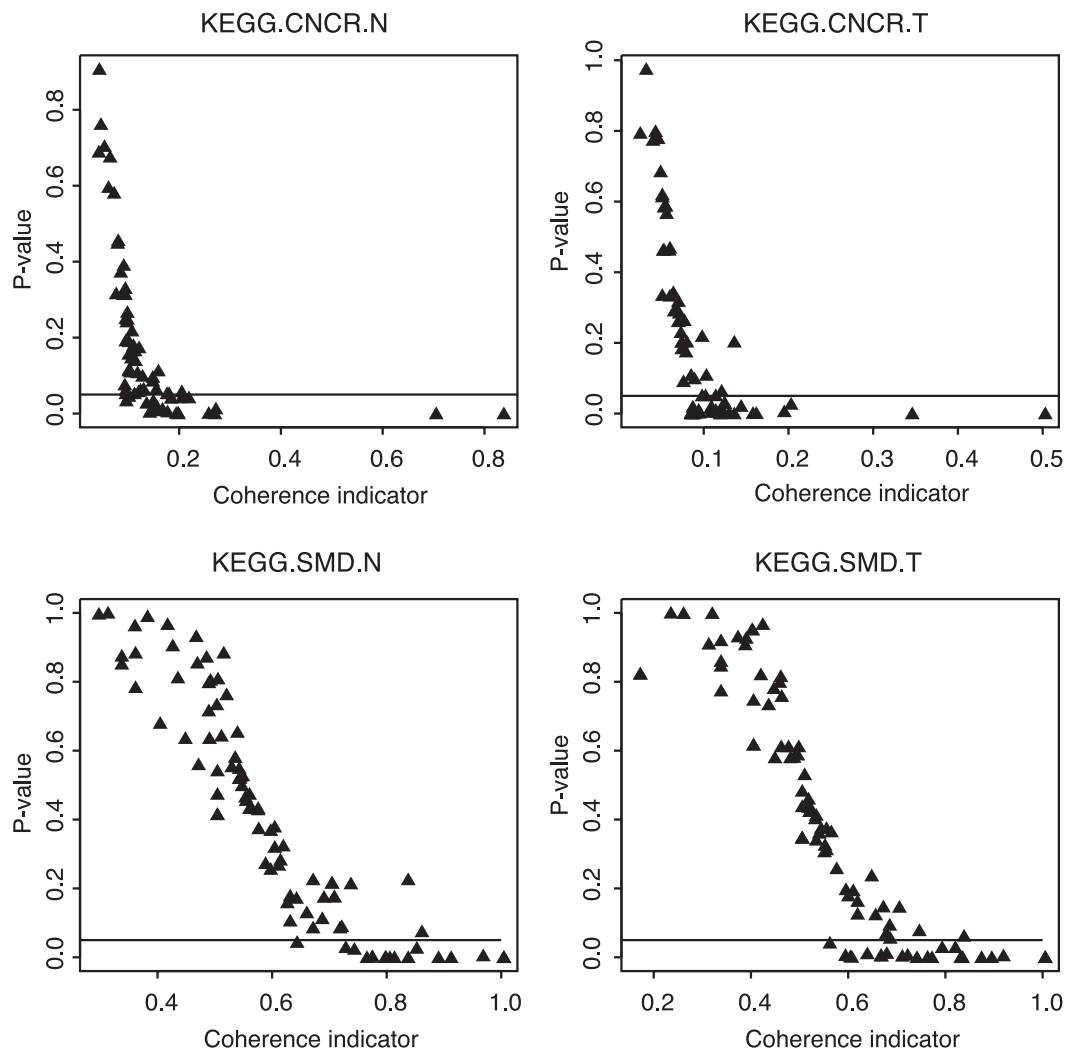 KEGG.CNCR.N
P-value
0.0 0.2 0.4 0.6 0.8
0.2 0.4 0.6 0.8
Coherence indicator
KEGG.CNCR.T
P-value
0.0 0.2 0.4 0.6 0.8 1.0
0.1 0.2 0.3 0.4 0.5
Coherence indicator
KEGG.SMD.N
P-value
0.0 0.2 0.4 0.6 0.8 1.0
0.4 0.6 0.8 1.0
Coherence indicator
KEGG.SMD.T
P-value
0.0 0.2 0.4 0.6 0.8 1.0
0.2 0.4 0.6 0.8 1.0
Coherence indicator